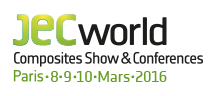 JEC world
Composites Show & Conferences
Paris • 8 • 9 • 10 • Mars • 2016